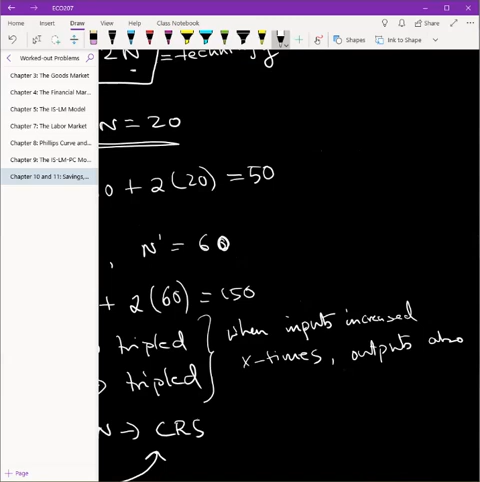 ECO207
Home Insert Draw View Help Class Notebook Share
Shapes Ink to Shape
Worked-out Problems
Chapter 3: The Goods Market
Chapter 4: The Financial Mar...
Chapter 5: The IS-LM Model
Chapter 7: The Labor Market
Chapter 8: Phillips Curve and...
Chapter 9: The IS-LM-PC Mo...
Chapter 10 and 11: Savings,...
+ Page
2N =
N = 20
0 + 2(20) = 50
, N' = 60
+ 2(60) = 150
tripled
tripled
when inputs increased
x-times, outputs also
N → CRS